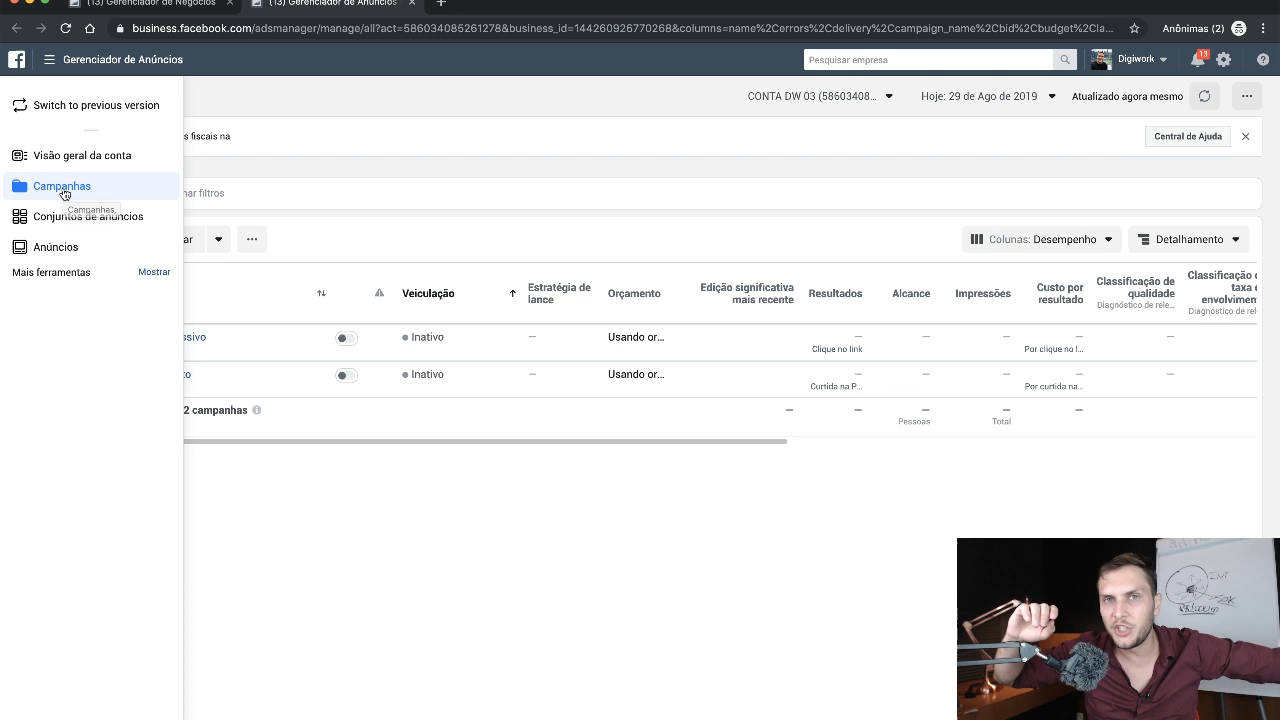 (13) Gerenciador de Negócios
(13) Gerenciador de Anúncios
business.facebook.com/adsmanager/manage/all?act=586034085261278&business_id=144260926770268&columns=name%2Cerrors%2Cdelivery%2Ccampaign_name%2Cbid%2Cbudget%2Cla...
Anônimas (2)
Gerenciador de Anúncios
Pesquisar empresa
Digiwork
13
Switch to previous version
CONTA DW 03 (58603408...
Hoje: 29 de Ago de 2019
Atualizado agora mesmo
s fiscais na
Central de Ajuda
Visão geral da conta
Campanhas
nar filtros
Campanhas,
Conjuntos de anúncios
Anúncios
ar
Colunas: Desempenho
Detalhamento
Mais ferramentas
Mostrar
Veiculação
Estratégia de lance
Orçamento
Edição significativa mais recente
Resultados
Alcance
Impressões
Custo por resultado
Classificação de qualidade
Diagnóstico de rele...
Classificação
taxa
envolvimen
Diagnóstico de rel
ssivo
Inativo
—
Usando or...
—
Clique no link
—
—
—
Por clique no l...
—
to
Inativo
—
Usando or...
—
Curtida na P...
—
—
—
Por curtida na...
—
2 campanhas
—
—
—
Pessoas
—
Total
—